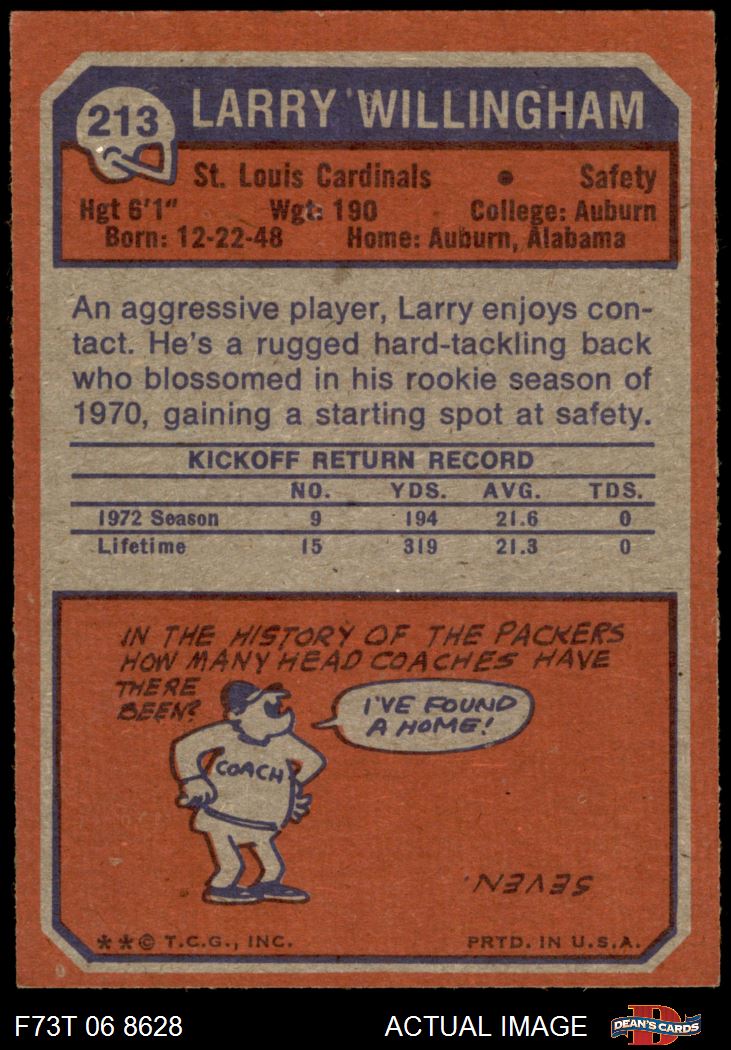 213
LARRY WILLINGHAM
St. Louis Cardinals • Safety
Hgt 6'1" Wgt: 190 College: Auburn
Born: 12-22-48 Home: Auburn, Alabama
An aggressive player, Larry enjoys con-
tact. He's a rugged hard-tackling back
who blossomed in his rookie season of
1970, gaining a starting spot at safety.
KICKOFF RETURN RECORD
NO. YDS. AVG. TDS.
1972 Season 9 194 21.6 0
Lifetime 15 319 21.3 0
IN THE HISTORY OF THE PACKERS
HOW MANY HEAD COACHES HAVE
THERE
BEEN?
I'VE FOUND
A HOME!
COACH
SEVEN.
**© T.C.G., INC. PRTD. IN U.S.A.
F73T 06 8628 ACTUAL IMAGE D DEAN'S CARDS